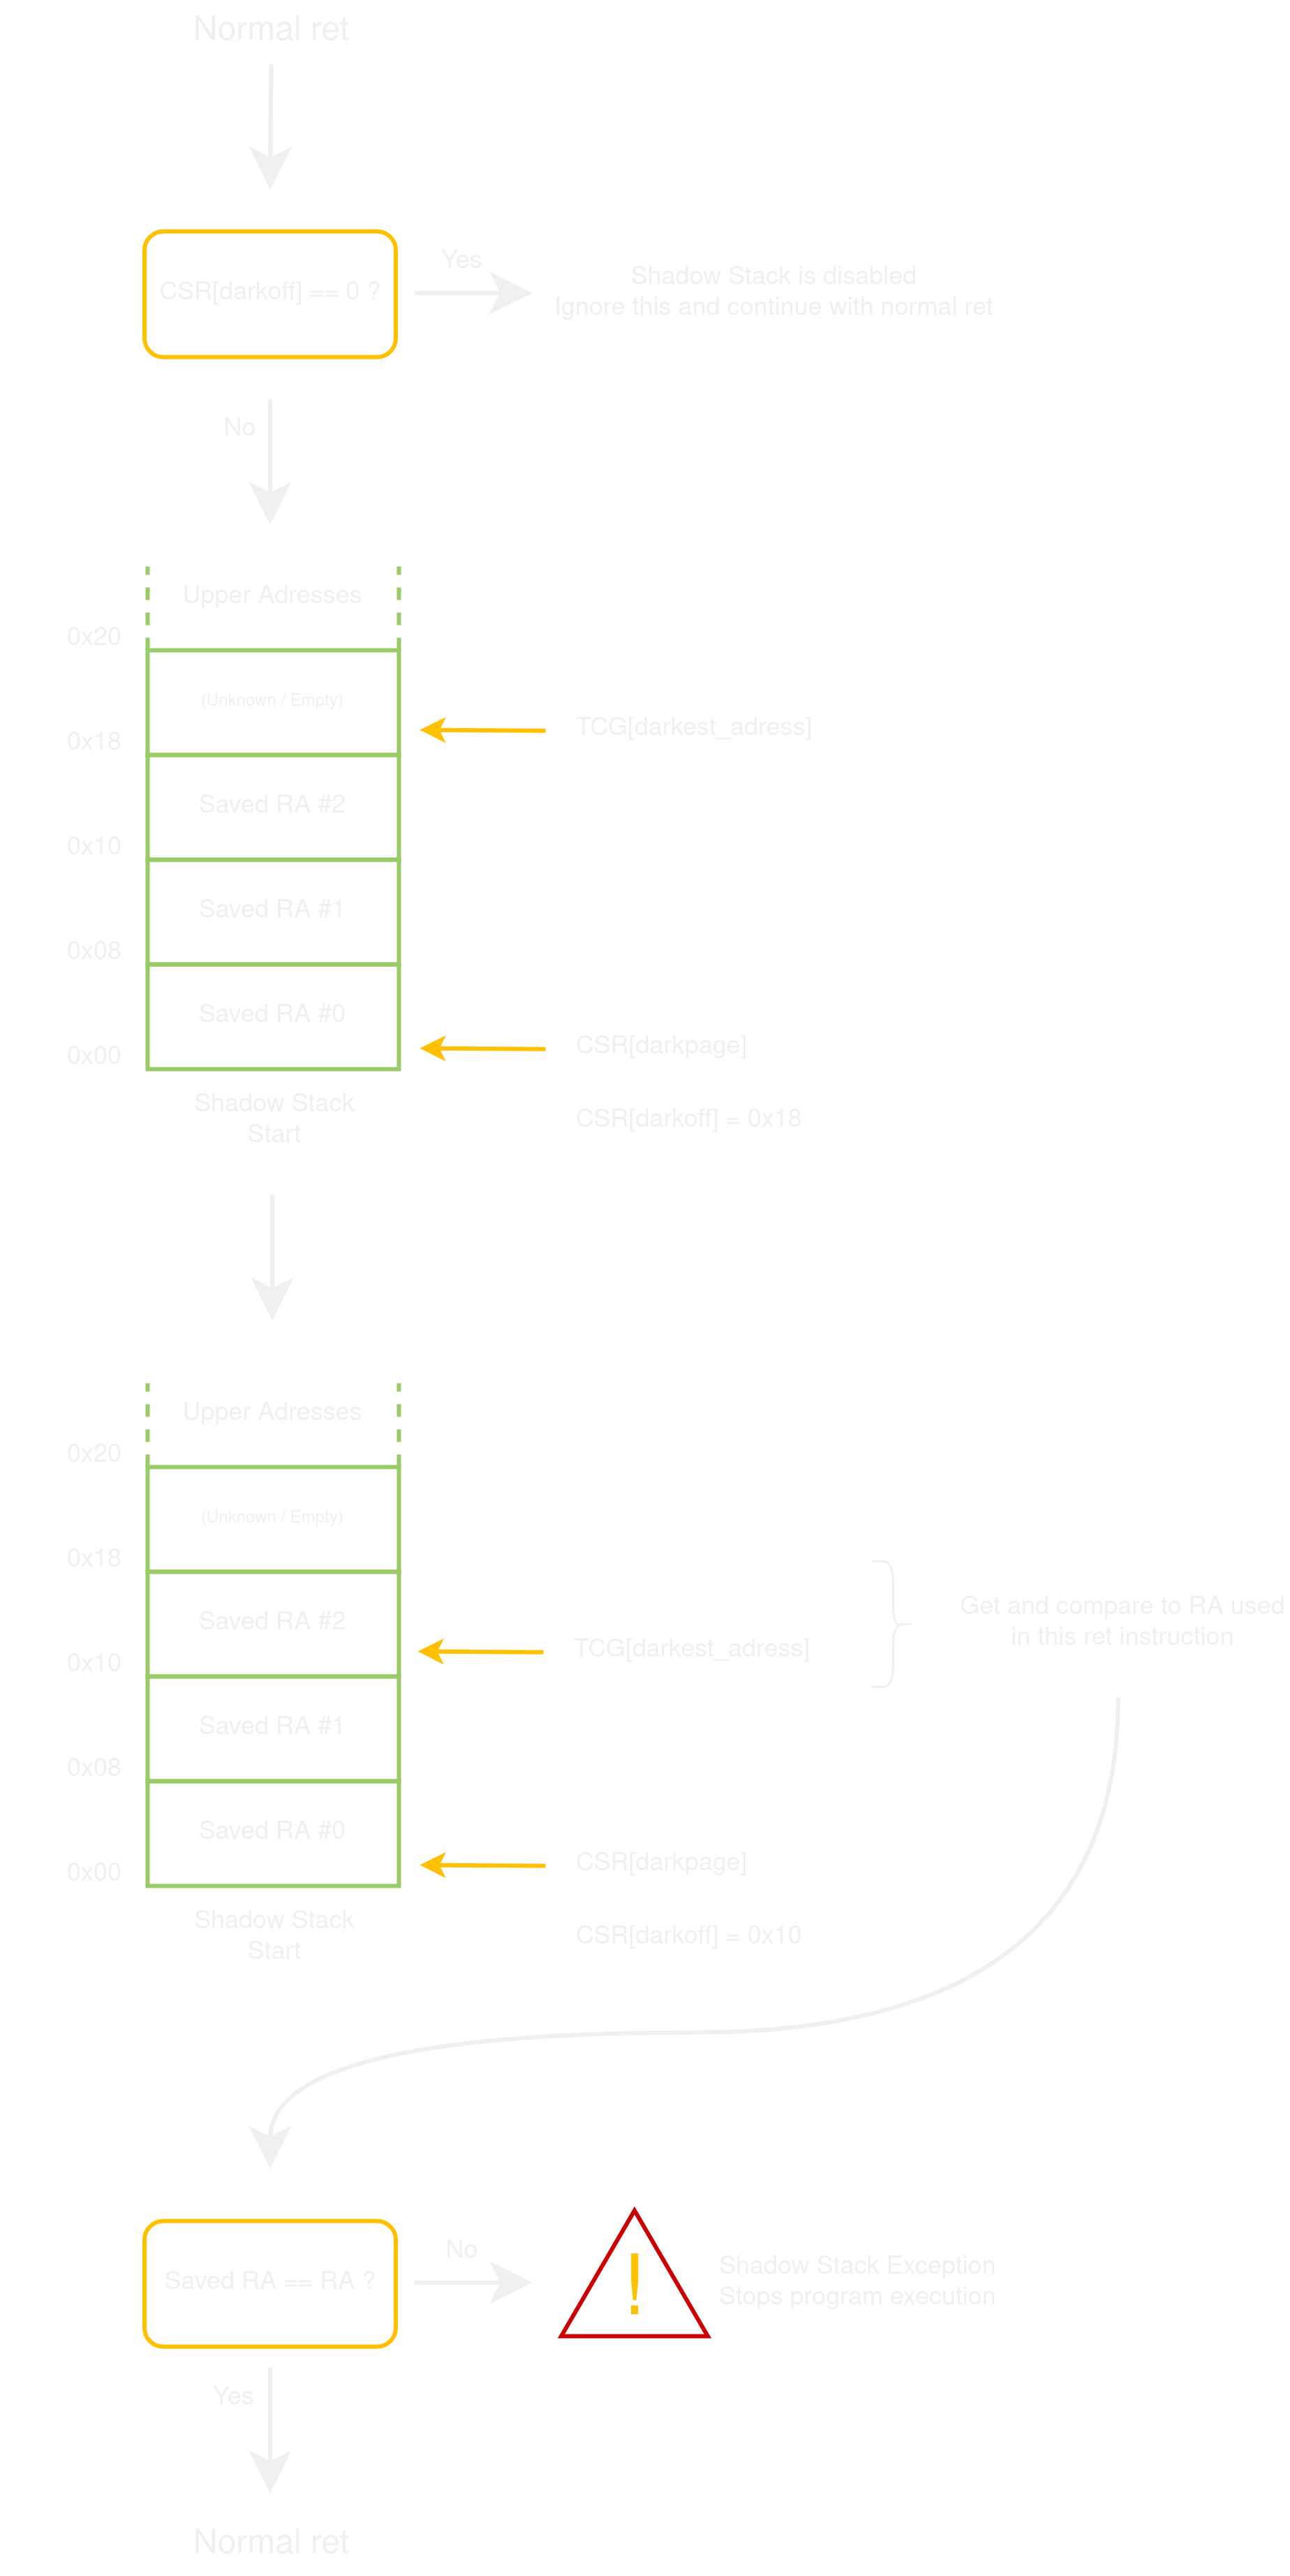 Normal ret
CSR[darkoff] == 0 ?
Yes
Shadow Stack is disabled
Ignore this and continue with normal ret
No
Upper Adresses
0x20
(Unknown / Empty)
TCG[darkest_adress]
0x18
Saved RA #2
0x10
Saved RA #1
0x08
Saved RA #0
CSR[darkpage]
0x00
Shadow Stack
Start
CSR[darkoff] = 0x18
Upper Adresses
0x20
(Unknown / Empty)
0x18
Get and compare to RA used
in this ret instruction
Saved RA #2
TCG[darkest_adress]
0x10
Saved RA #1
0x08
Saved RA #0
CSR[darkpage]
0x00
Shadow Stack
Start
CSR[darkoff] = 0x10
Saved RA == RA ?
No
!
Shadow Stack Exception
Stops program execution
Yes
Normal ret